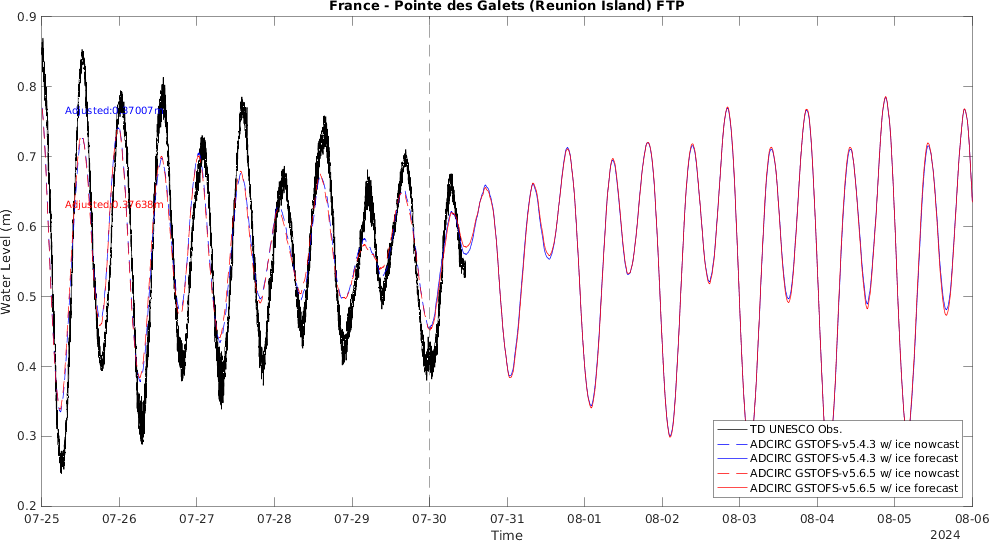 France - Pointe des Galets (Reunion Island) FTP
0.9
0.8
0.7
0.6
0.5
0.4
0.3
0.2
Water Level (m)
Adjusted:0.37007m
Adjusted:0.37638m
TD UNESCO Obs.
ADCIRC GSTOFS-v5.4.3 w/ ice nowcast
ADCIRC GSTOFS-v5.4.3 w/ ice forecast
ADCIRC GSTOFS-v5.6.5 w/ ice nowcast
ADCIRC GSTOFS-v5.6.5 w/ ice forecast
07-25 07-26 07-27 07-28 07-29 07-30 07-31 08-01 08-02 08-03 08-04 08-05 08-06
Time
2024